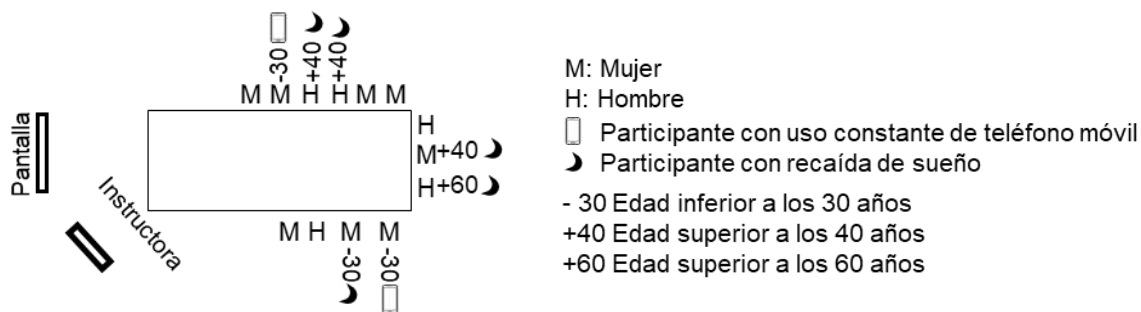 -30 +40 +40
M M H H M M
H
M+40
H+60
Pantalla
Instructora
M H M M
-30 -30
M: Mujer
H: Hombre
Participante con uso constante de teléfono móvil
Participante con recaída de sueño
- 30 Edad inferior a los 30 años
+40 Edad superior a los 40 años
+60 Edad superior a los 60 años